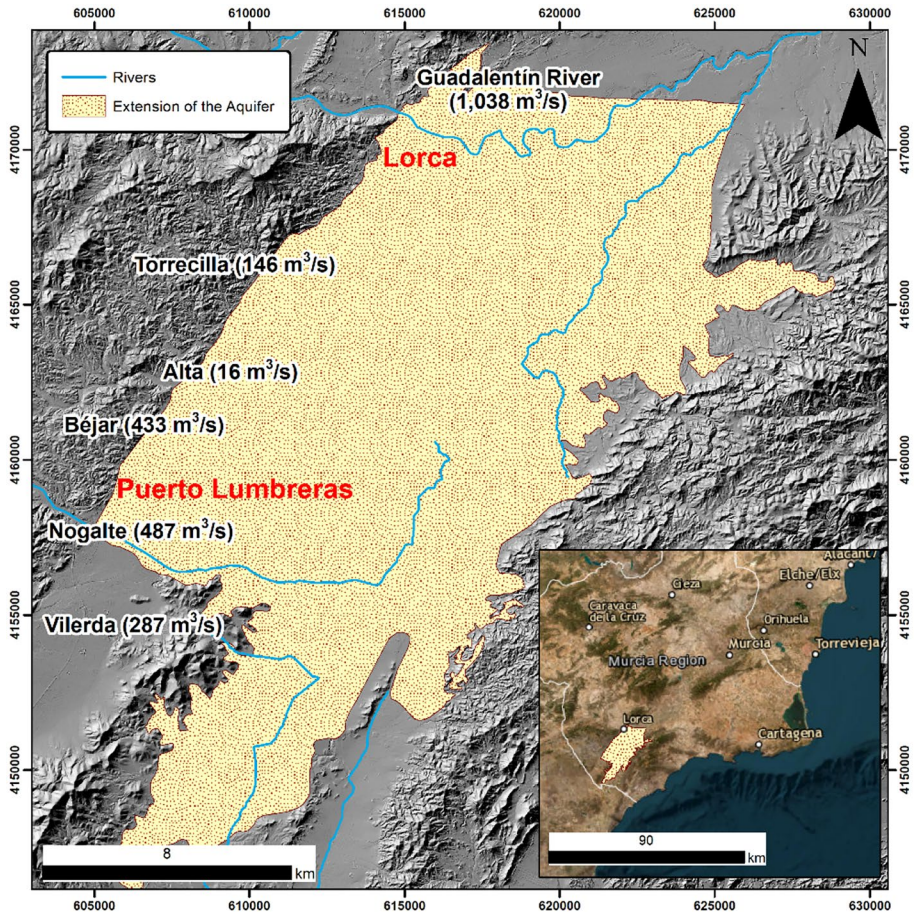 605000 610000 615000 620000 625000 630000
N
Rivers
Extension of the Aquifer
Guadalentín River
(1,038 m³/s)
4170000
4170000
Lorca
Torrecilla (146 m³/s)
4165000
4165000
Alta (16 m³/s)
Béjar (433 m³/s)
4160000
4160000
Puerto Lumbreras
Nogalte (487 m³/s)
4155000
4155000
Vilerda (287 m³/s)
4150000
4150000
8
km
605000 610000 615000 620000 625000 630000
Alacant/
Elche/Elx
Cieza
Caravaca
de la Cruz
Orihuela
Murcia
Torrevieja
Murcia Region
Lorca
Cartagena
90
km